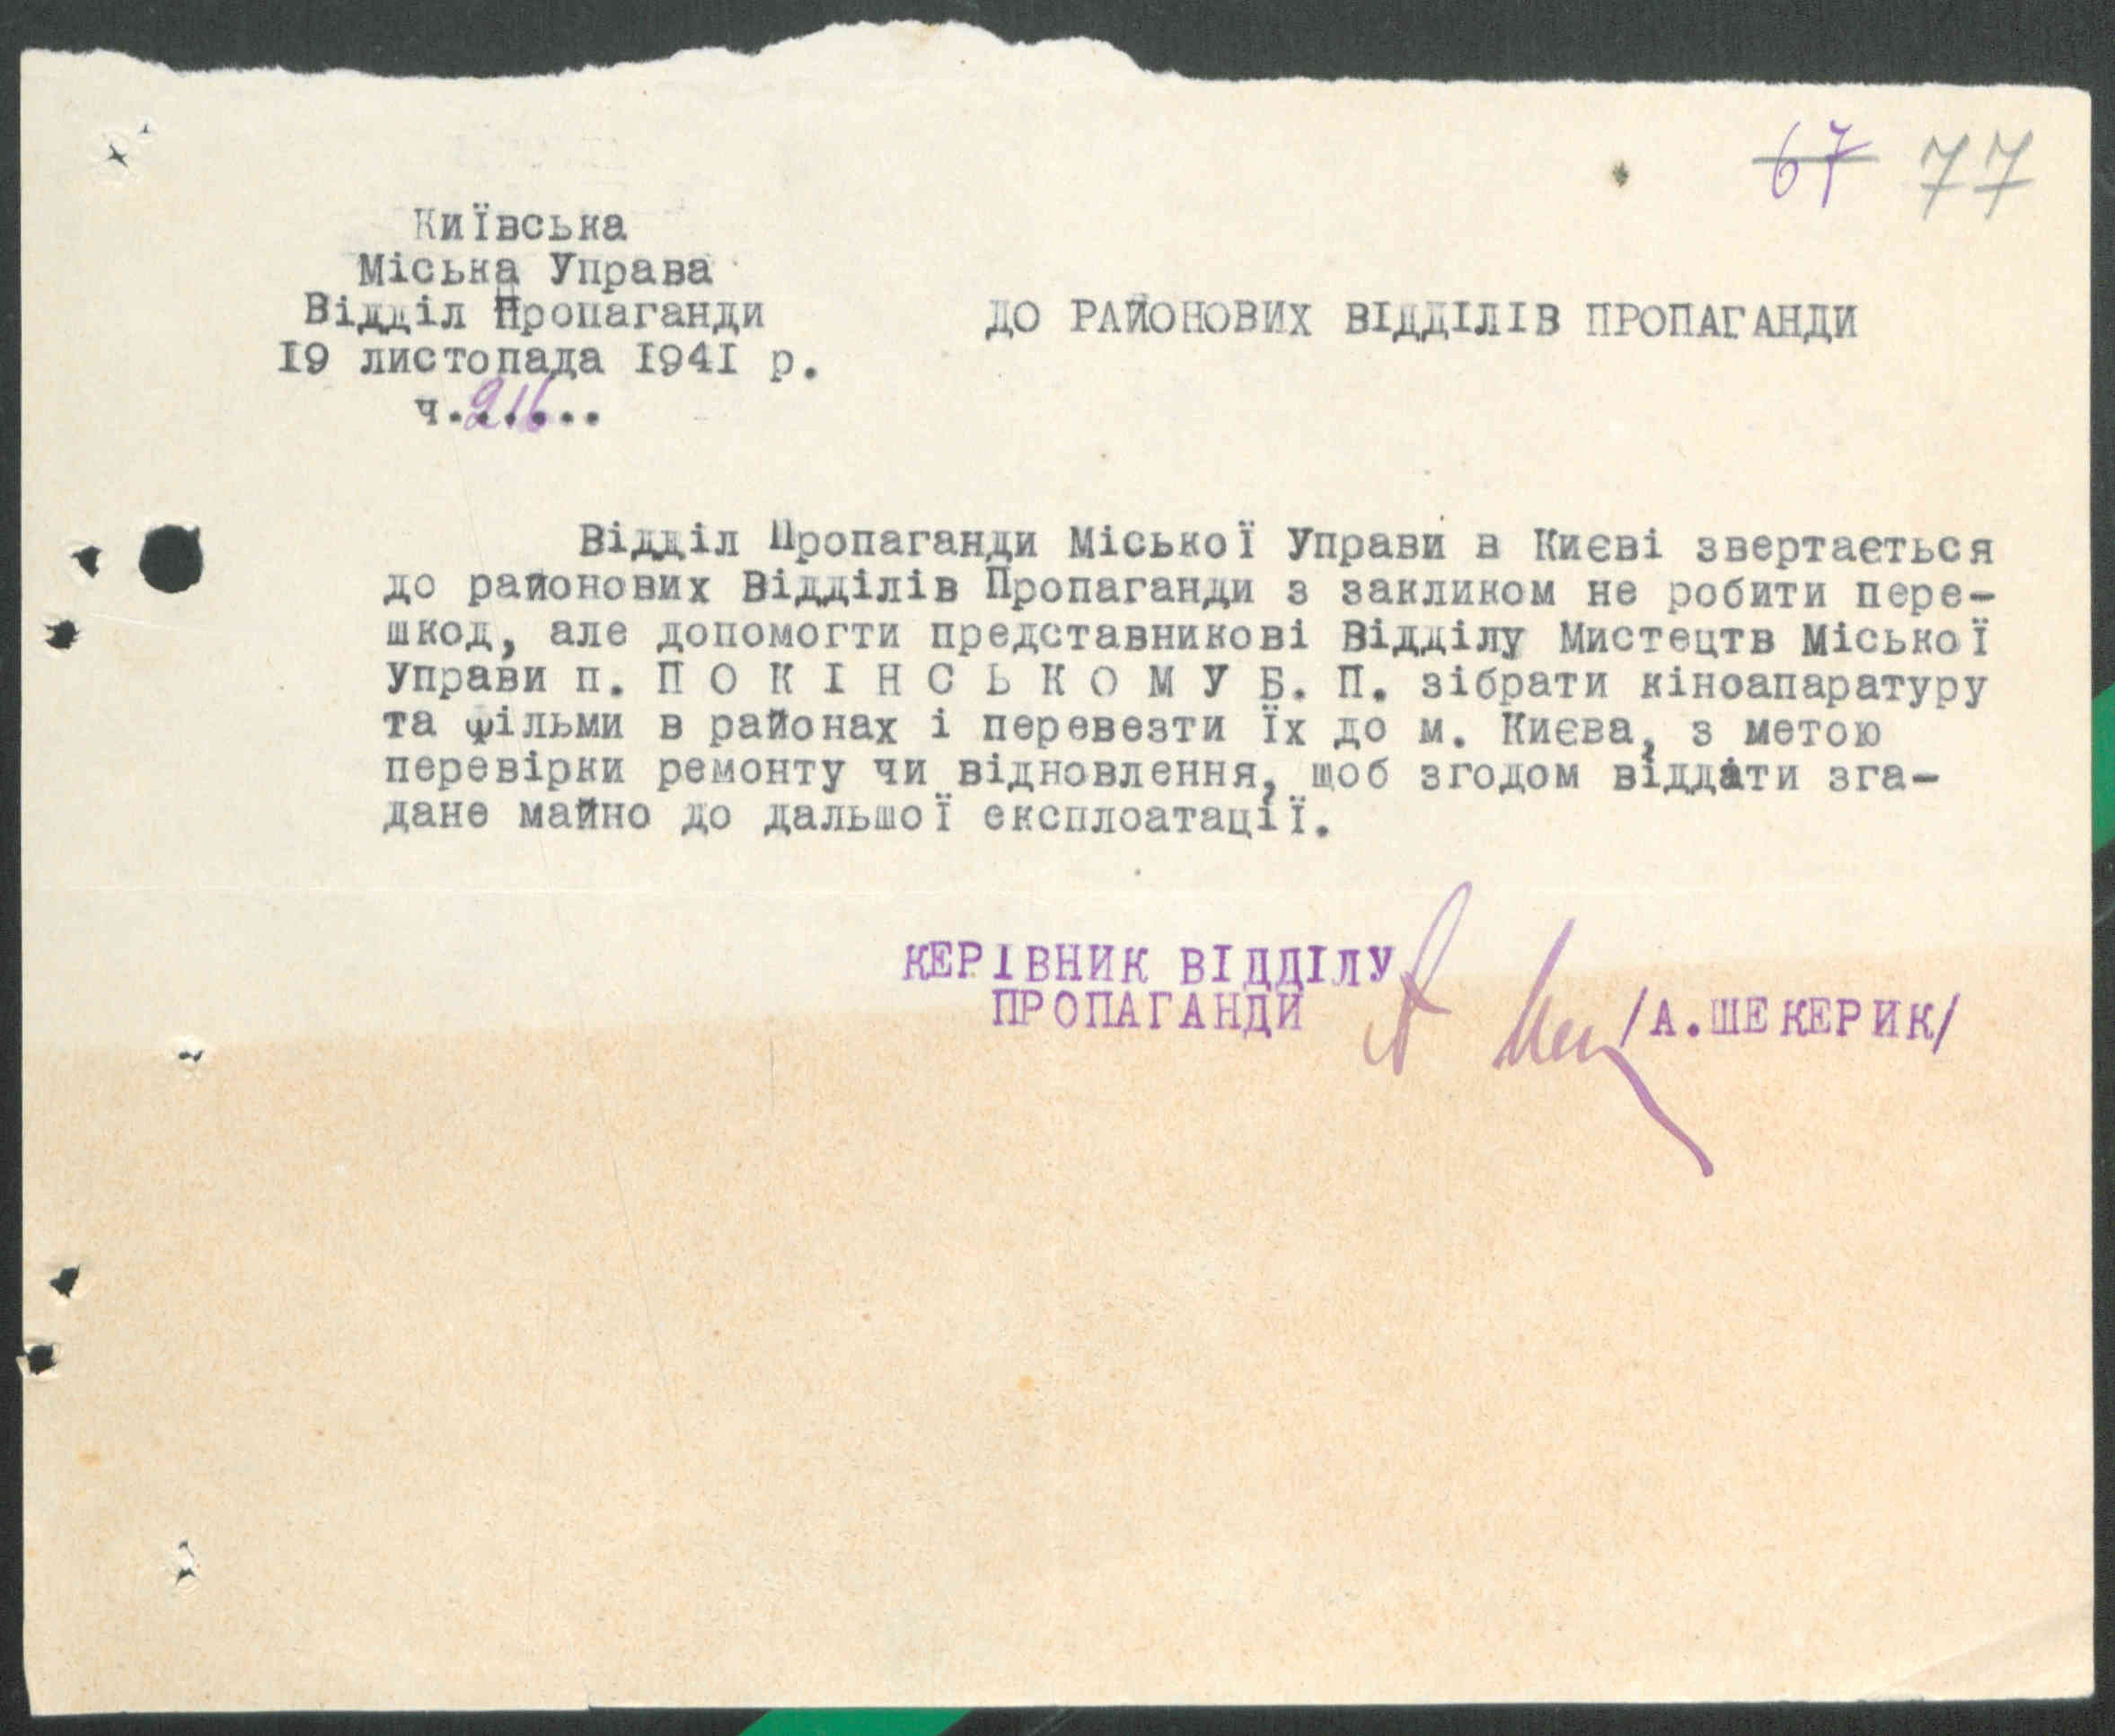 67 77
Київська
Міська Управа
Відділ Пропаганди
19 листопада 1941 р.
ч.216...
ДО РАЙОНОВИХ ВІДДІЛІВ ПРОПАГАНДИ
Відділ Пропаганди Міської Управи в Києві звертається
до районових Відділів Пропаганди з закликом не робити пере-
шкод, але допомогти представникові Відділу Мистецтв Міської
Управи п. П О К І Н С Ь К О М У Б. П. зібрати кіноапаратуру
та фільми в районах і перевезти їх до м. Києва, з метою
перевірки ремонту чи відновлення, щоб згодом віддати зга-
дане майно до дальшої експлоатації.
КЕРІВНИК ВІДДІЛУ
ПРОПАГАНДИ
/А.ШЕКЕРИК/